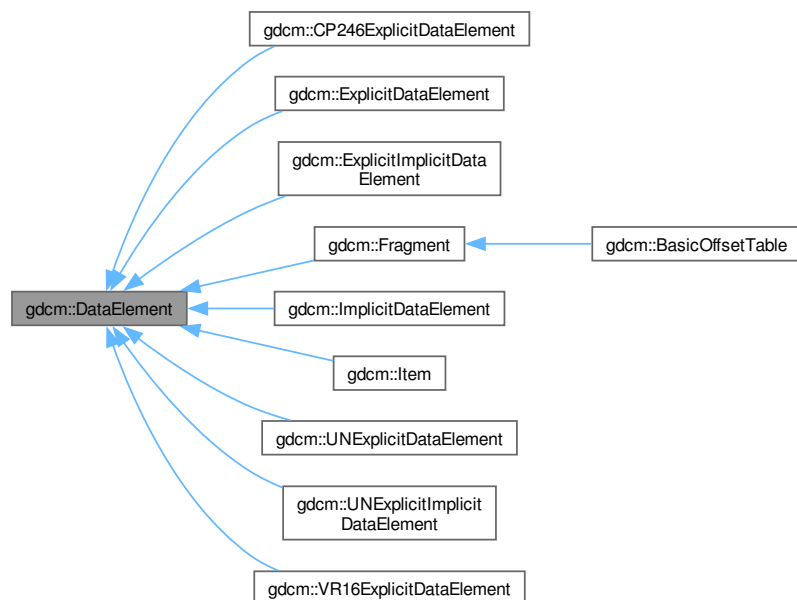 gdcm::CP246ExplicitDataElement
gdcm::ExplicitDataElement
gdcm::ExplicitImplicitData
Element
gdcm::Fragment
gdcm::BasicOffsetTable
gdcm::DataElement
gdcm::ImplicitDataElement
gdcm::Item
gdcm::UNExplicitDataElement
gdcm::UNExplicitImplicit
DataElement
gdcm::VR16ExplicitDataElement